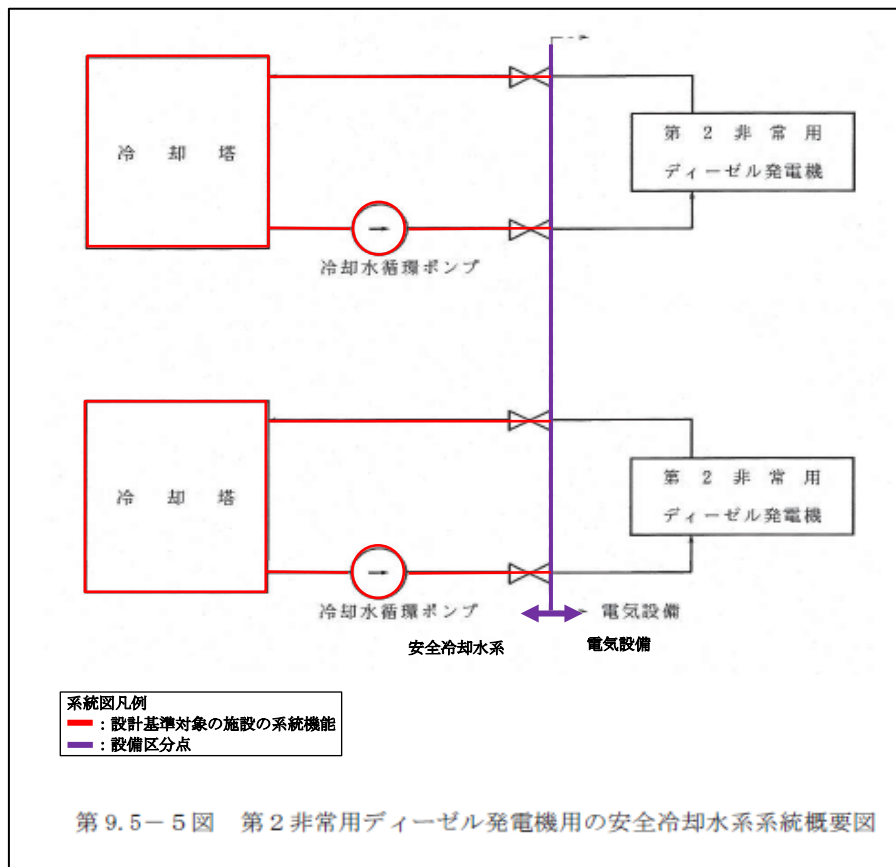 冷却塔
第2非常用
ディーゼル発電機
冷却水循環ポンプ
冷却塔
第2非常用
ディーゼル発電機
冷却水循環ポンプ
電気設備
安全冷却水系
電気設備
系統図凡例
：設計基準対象の施設の系統機能
：設備区分点
第9.5－5図　第2非常用ディーゼル発電機用の安全冷却水系系統概要図